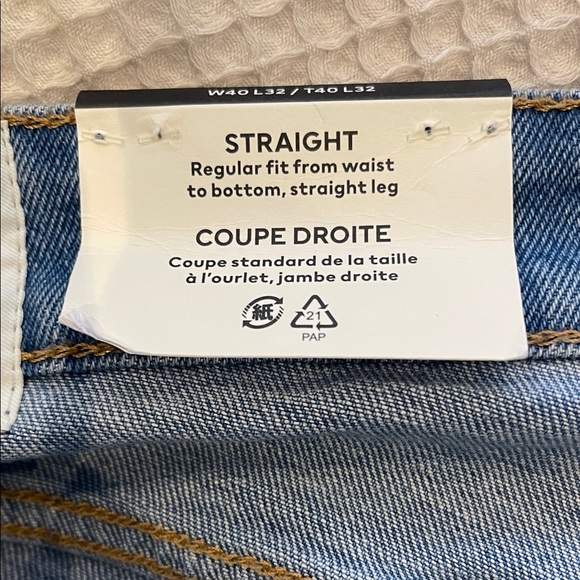 W40 L32 / T40 L32
STRAIGHT
Regular fit from waist
to bottom, straight leg
COUPE DROITE
Coupe standard de la taille
à l'ourlet, jambe droite
紙
21
PAP